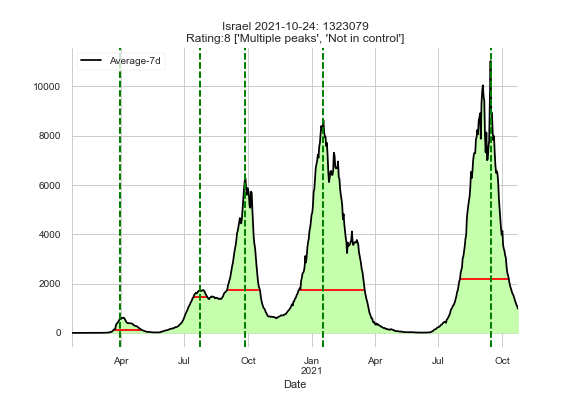 Israel 2021-10-24: 1323079
Rating:8 ['Multiple peaks', 'Not in control']
Average-7d
10000
8000
6000
4000
2000
0
Apr
Jul
Oct
Jan
2021
Apr
Jul
Oct
Date